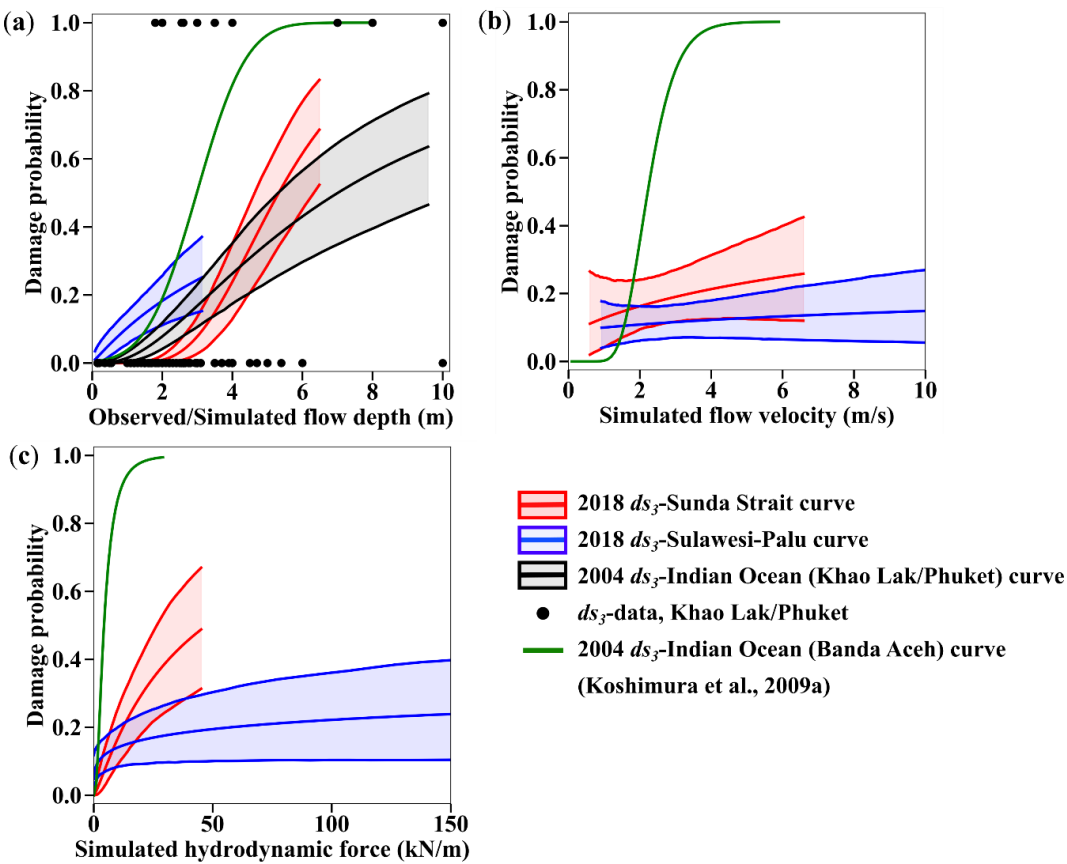 (a)
1.0
0.8
0.6
0.4
0.2
0.0
Damage probability
0 2 4 6 8 10
Observed/Simulated flow depth (m)
(b)
1.0
0.8
0.6
0.4
0.2
0.0
Damage probability
0 2 4 6 8 10
Simulated flow velocity (m/s)
(c)
1.0
0.8
0.6
0.4
0.2
0.0
Damage probability
0 50 100 150
Simulated hydrodynamic force (kN/m)
2018 ds₃-Sunda Strait curve
2018 ds₃-Sulawesi-Palu curve
2004 ds₃-Indian Ocean (Khao Lak/Phuket) curve
ds₃-data, Khao Lak/Phuket
2004 ds₃-Indian Ocean (Banda Aceh) curve
(Koshimura et al., 2009a)